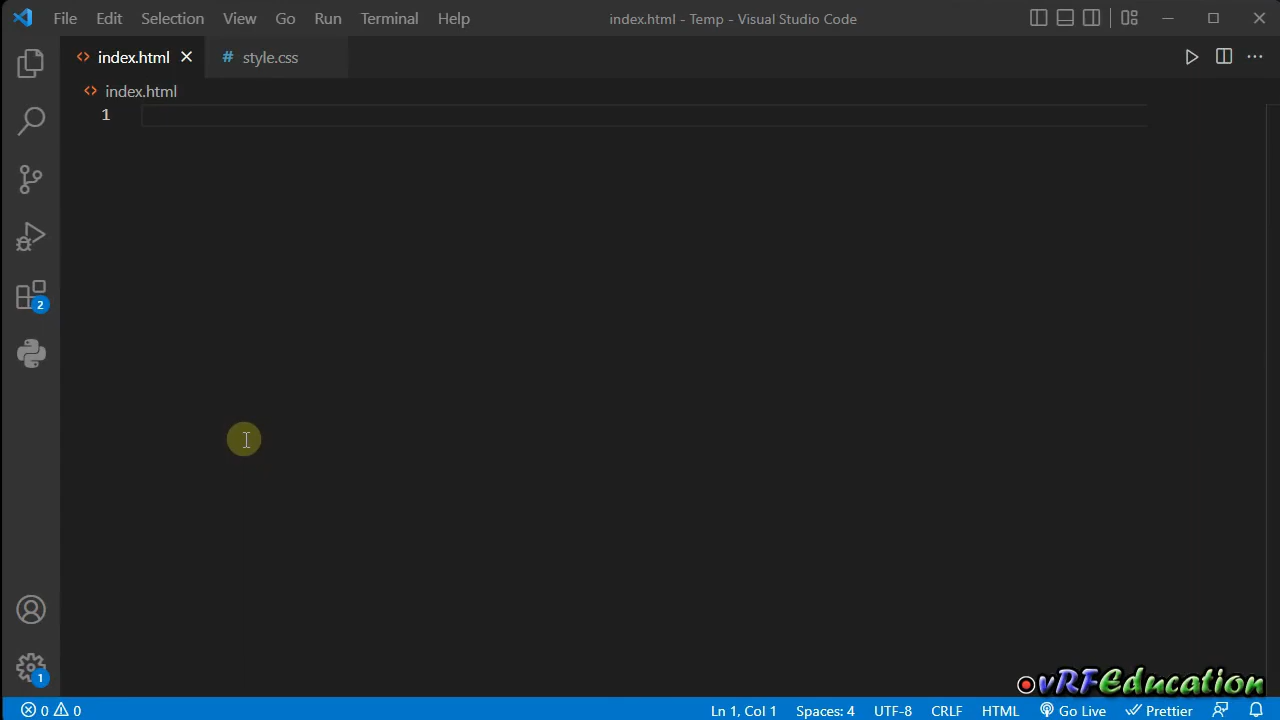 File Edit Selection View Go Run Terminal Help index.html - Temp - Visual Studio Code
index.html style.css
index.html
1
2
1
vRFEducation
0 0 Ln 1, Col 1 Spaces: 4 UTF-8 CRLF HTML Go Live Prettier